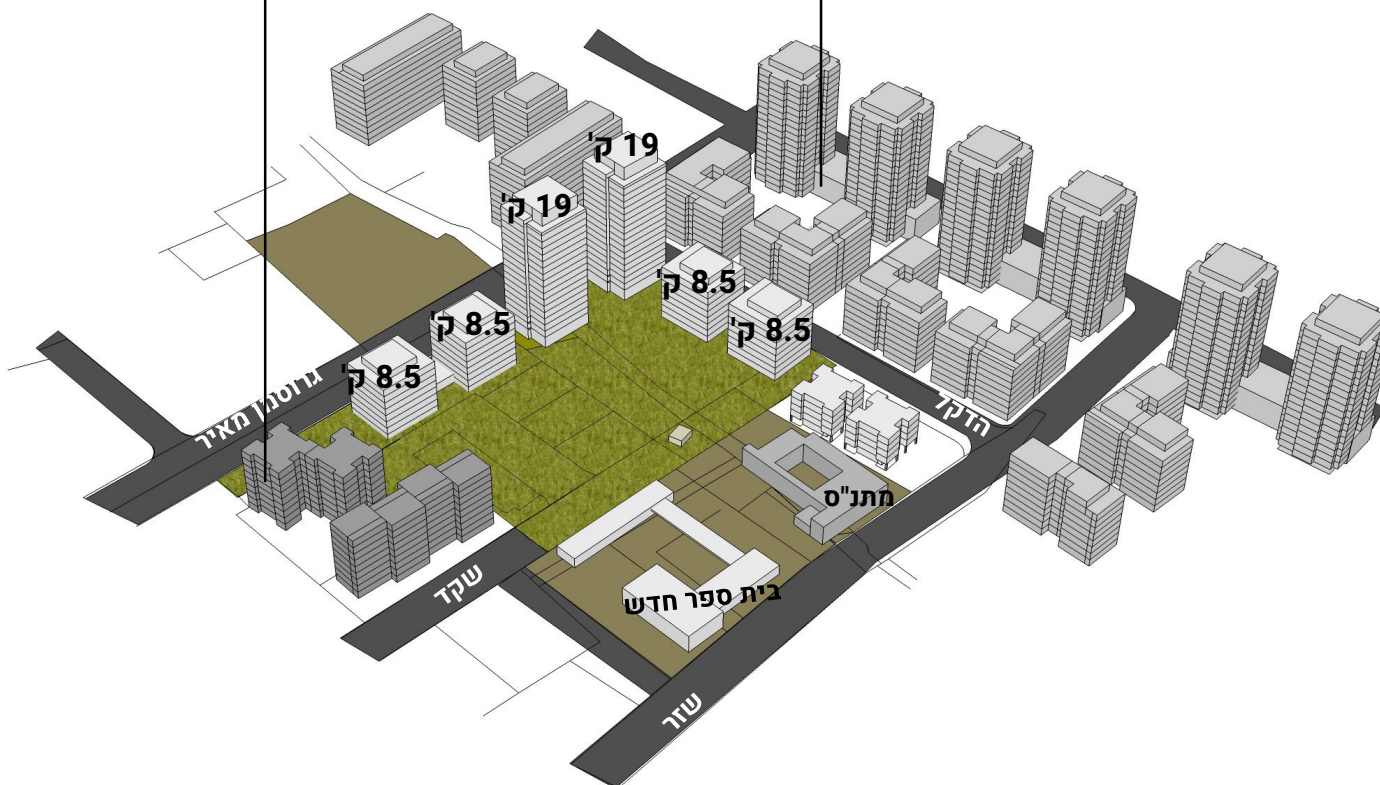 19 ק'
19 ק'
8.5 ק'
8.5 ק'
8.5 ק'
8.5 ק'
גרוסמן מאיר
הדקל
מתנ"ס
שקד
בית ספר חדש
שזר